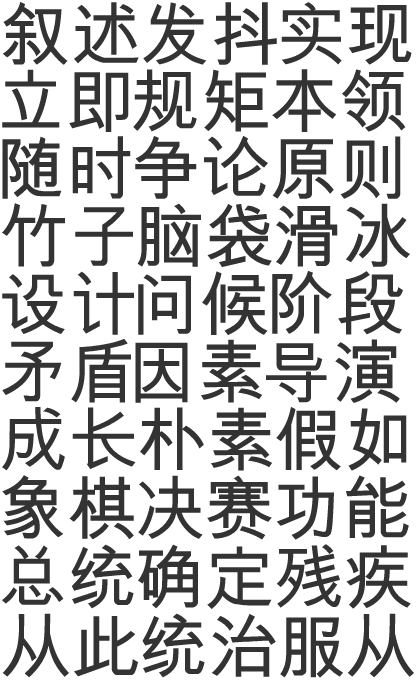 叙述发抖实现
立即规矩本领
随时争论原则
竹子脑袋滑冰
设计问候阶段
矛盾因素导演
成长朴素假如
象棋决赛功能
总统确定残疾
从此统治服从